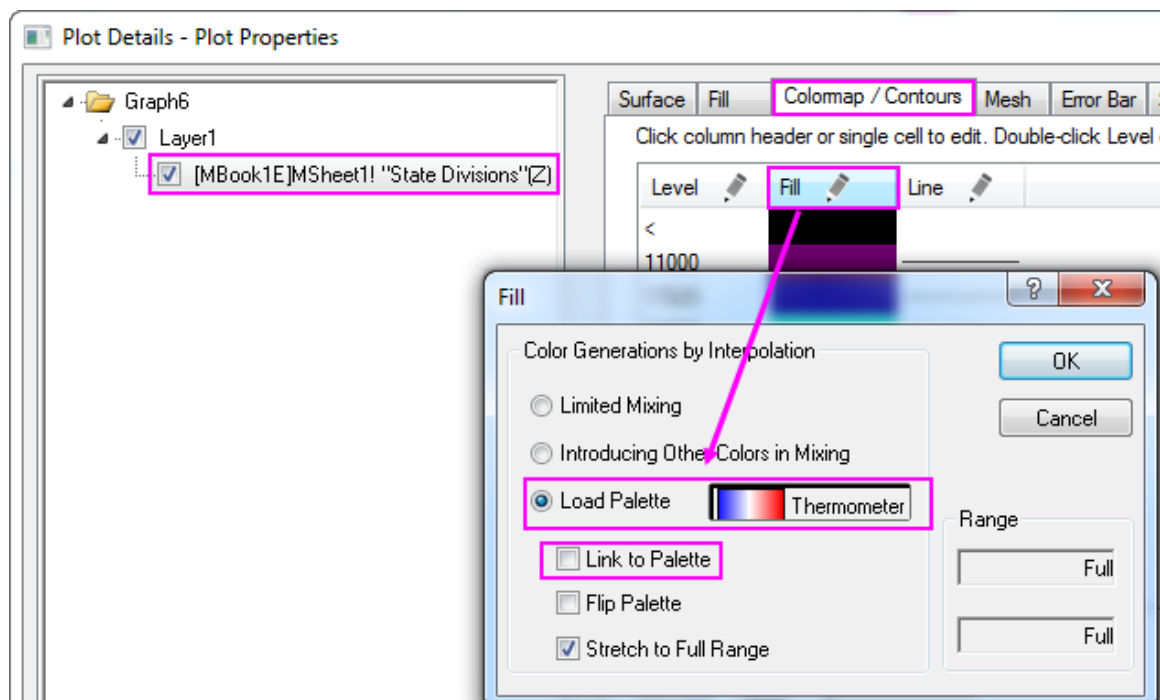 Plot Details - Plot Properties
Graph6
Layer1
[MBook1E]MSheet1! "State Divisions"(Z)
Surface Fill Colormap / Contours Mesh Error Bar
Click column header or single cell to edit. Double-click Level
Level Fill Line
<
11000
Fill
Color Generations by Interpolation
OK
Limited Mixing
Cancel
Introducing Other Colors in Mixing
Load Palette Thermometer
Range
Link to Palette
Full
Flip Palette
Full
Stretch to Full Range